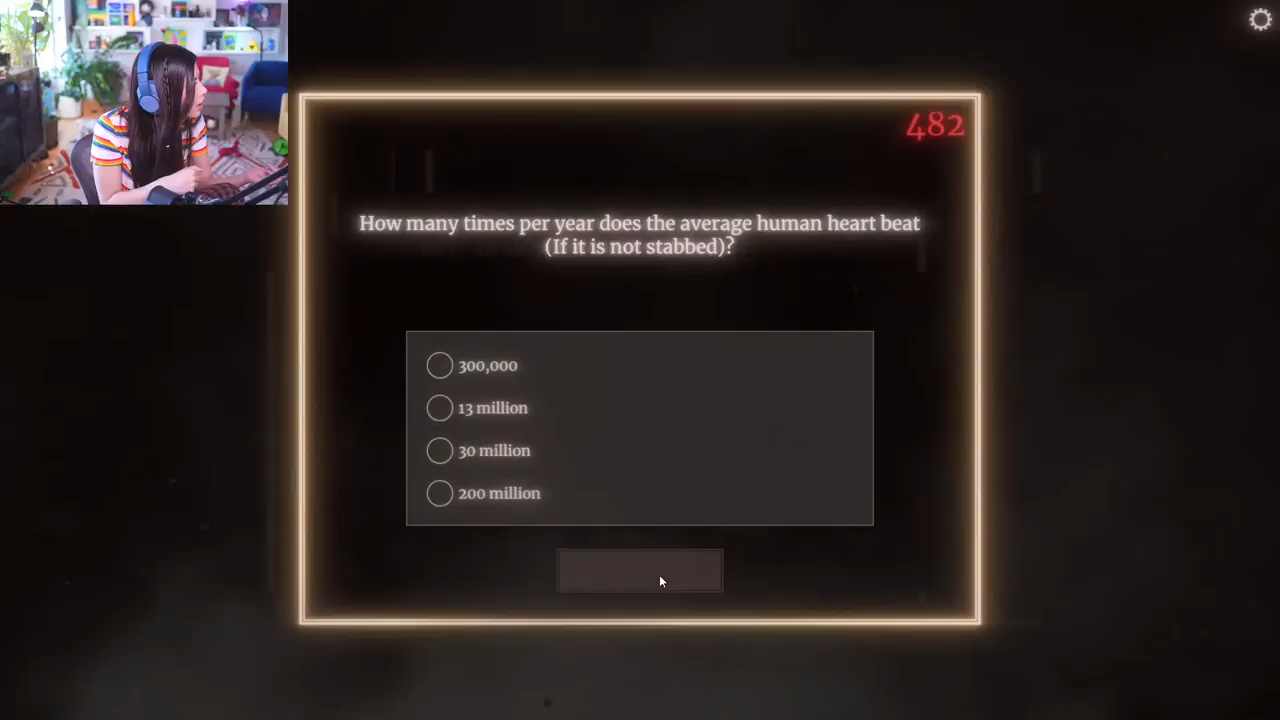 482
How many times per year does the average human heart beat
(If it is not stabbed)?
300,000
13 million
30 million
200 million